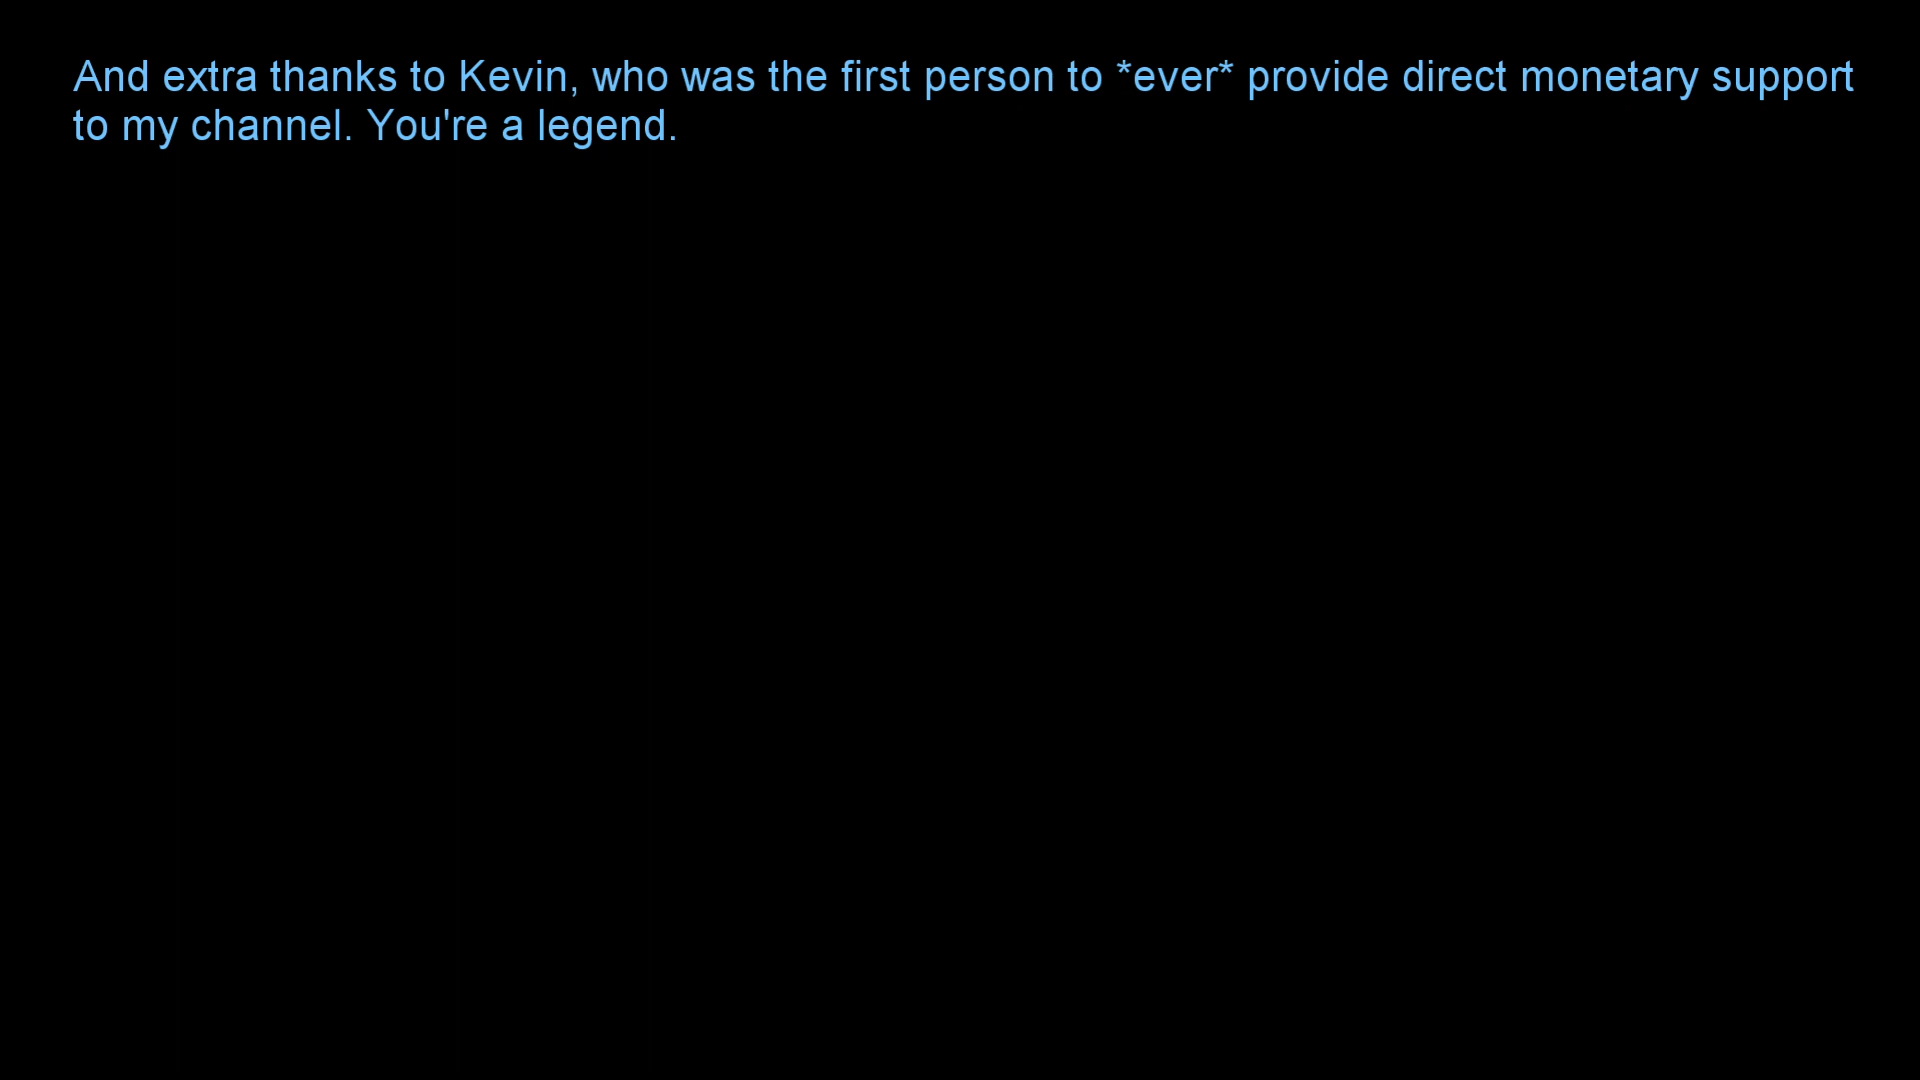 And extra thanks to Kevin, who was the first person to *ever* provide direct monetary support
to my channel. You're a legend.